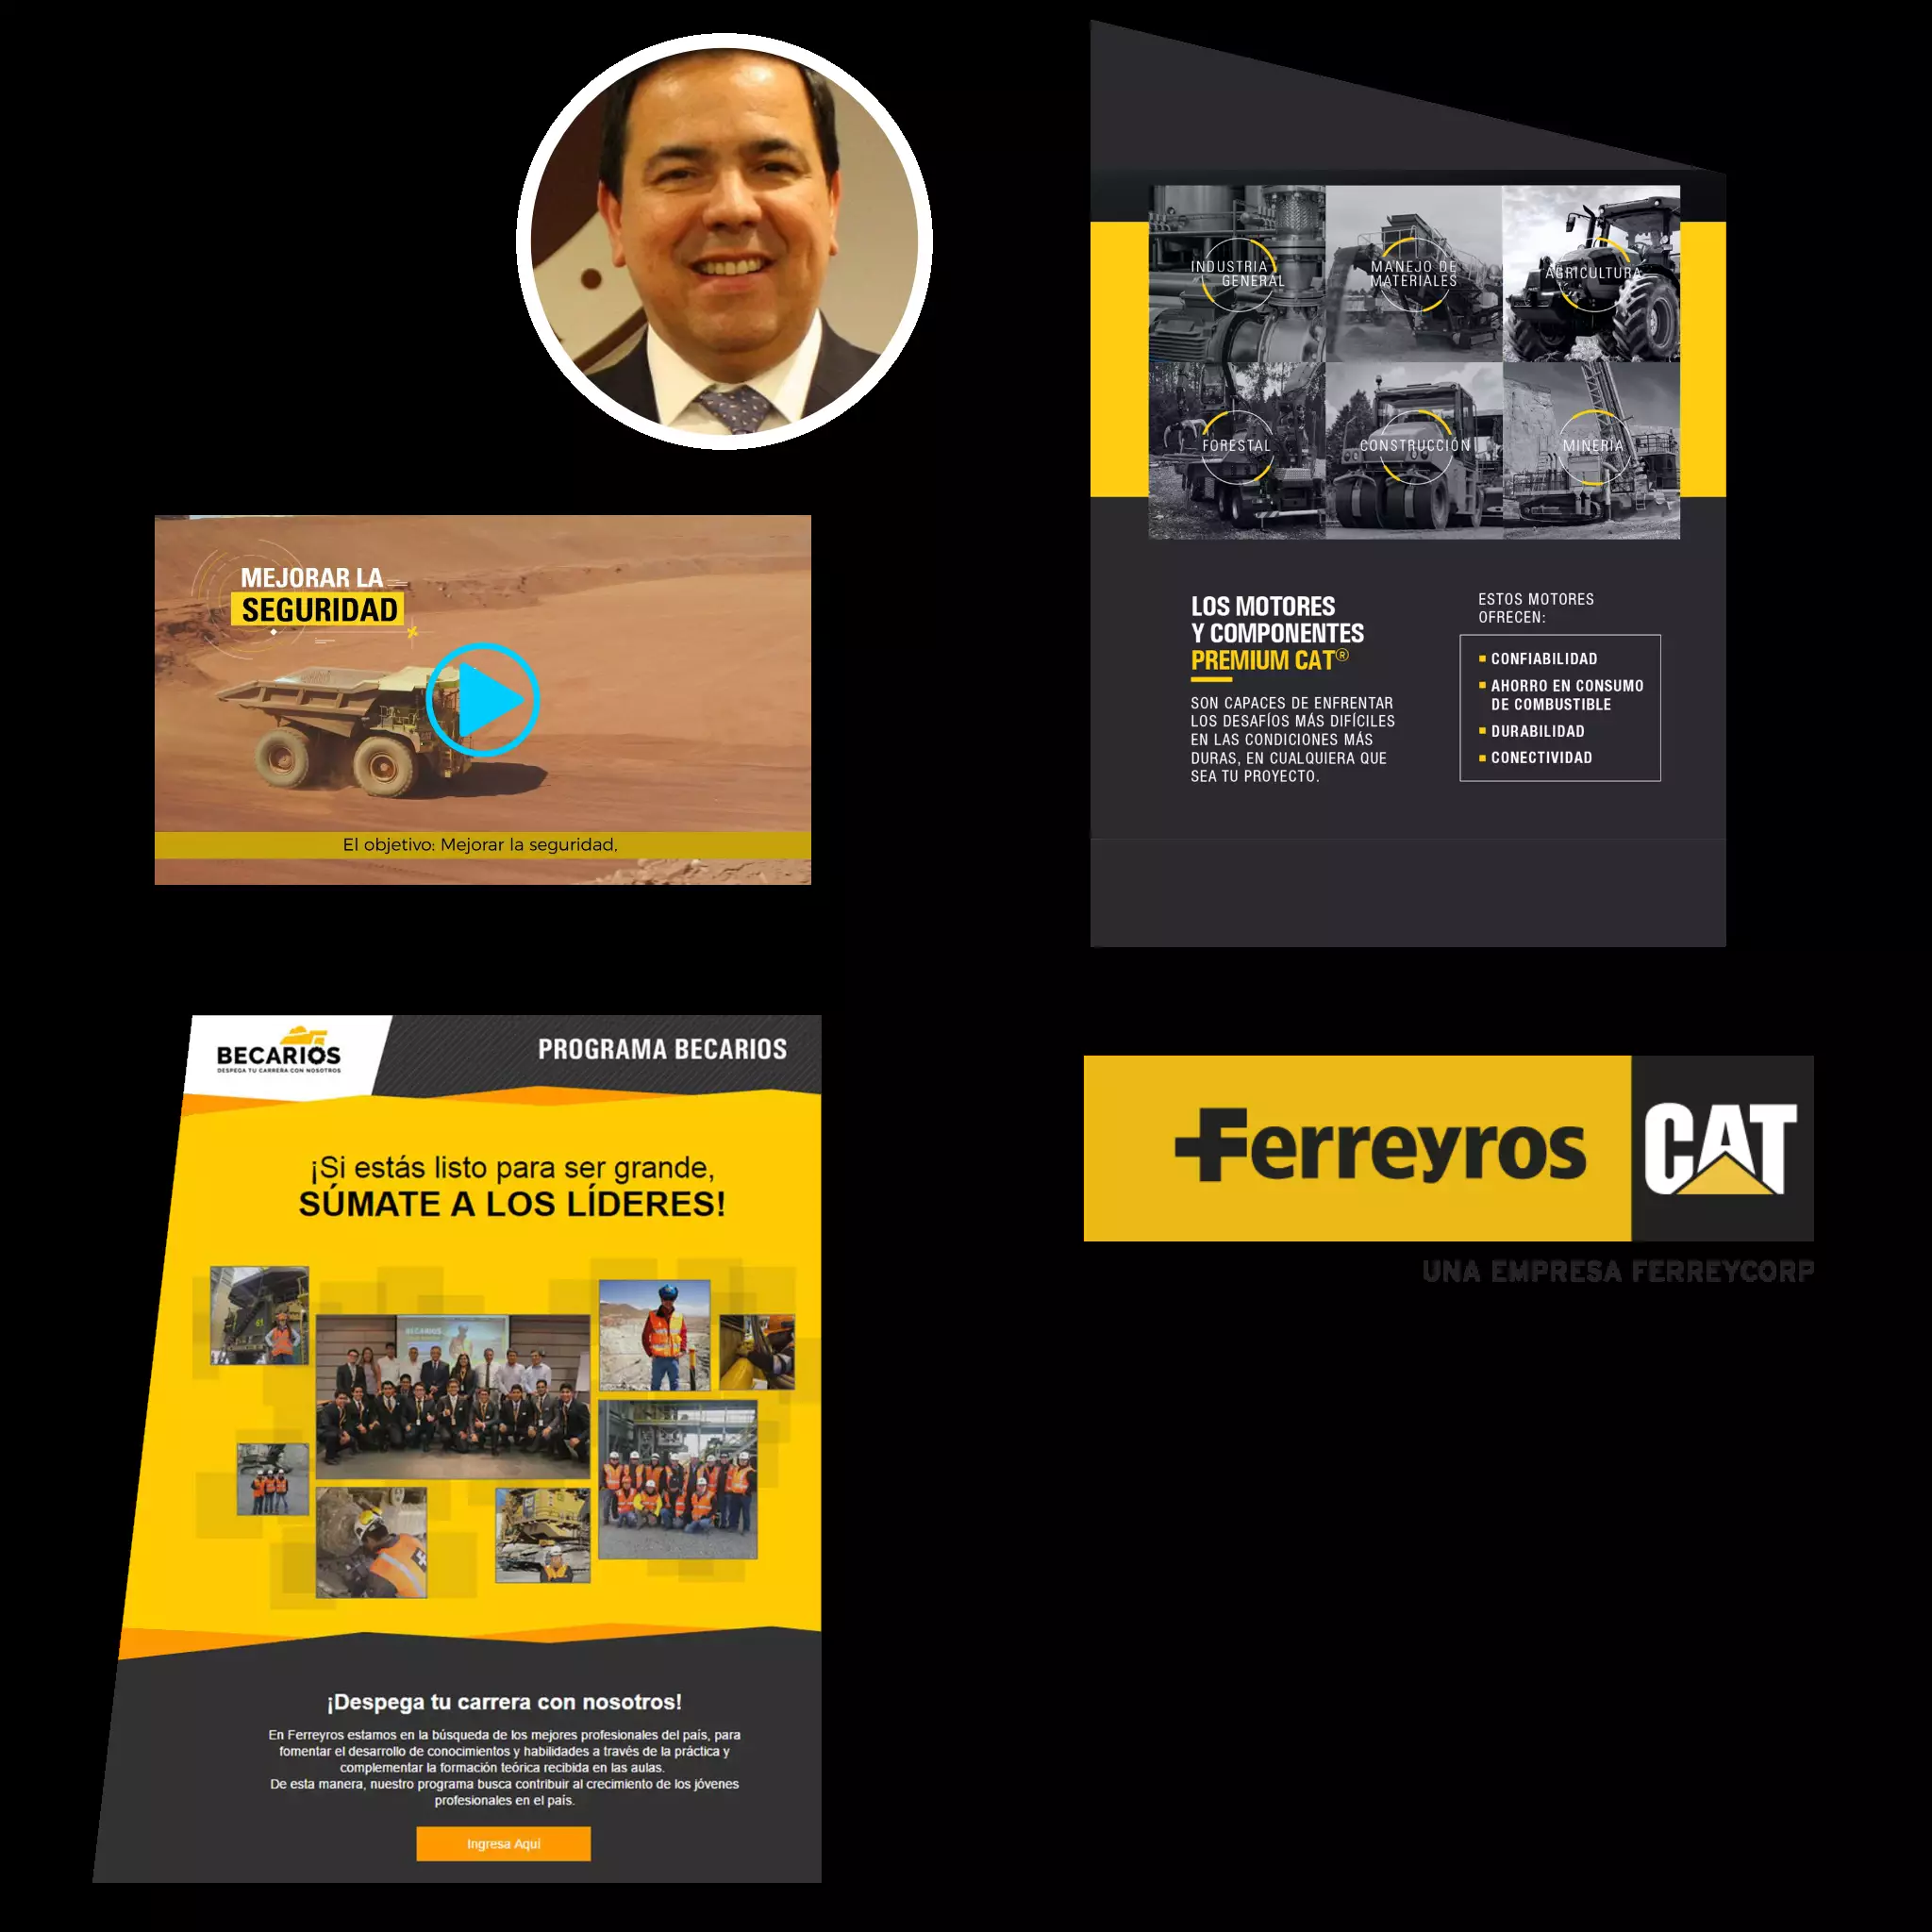 INDUSTRIA
GENERAL
MANEJO DE
MATERIALES
AGRICULTURA
FORESTAL
CONSTRUCCIÓN
MINERÍA
MEJORAR LA
SEGURIDAD
El objetivo: Mejorar la seguridad,
LOS MOTORES
Y COMPONENTES
PREMIUM CAT®
SON CAPACES DE ENFRENTAR
LOS DESAFÍOS MÁS DIFÍCILES
EN LAS CONDICIONES MÁS
DURAS, EN CUALQUIERA QUE
SEA TU PROYECTO.
ESTOS MOTORES
OFRECEN:
CONFIABILIDAD
AHORRO EN CONSUMO
DE COMBUSTIBLE
DURABILIDAD
CONECTIVIDAD
BECARIOS
DESPEGA TU CARRERA CON NOSOTROS
PROGRAMA BECARIOS
¡Si estás listo para ser grande,
SÚMATE A LOS LÍDERES!
BECARIOS
¡Despega tu carrera con nosotros!
En Ferreyros estamos en la búsqueda de los mejores profesionales del país, para
fomentar el desarrollo de conocimientos y habilidades a través de la práctica y
complementar la formación teórica recibida en las aulas.
De esta manera, nuestro programa busca contribuir al crecimiento de los jóvenes
profesionales en el país.
Ingresa Aquí
Ferreyros
CAT
UNA EMPRESA FERREYCORP